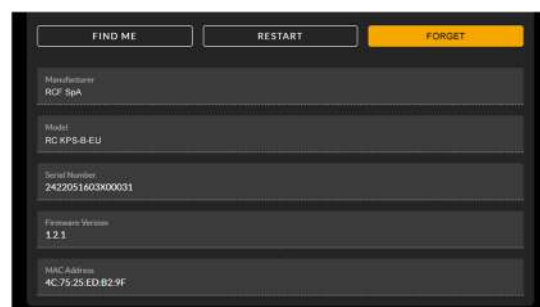 FIND ME
RESTART
FORGET
Manufacturer
RCF SpA
Model
RC KPS-B-EU
Serial Number
2422051603X00031
Firmware Version
1.2.1
MAC Address
4C:75:25:ED:B2:9F